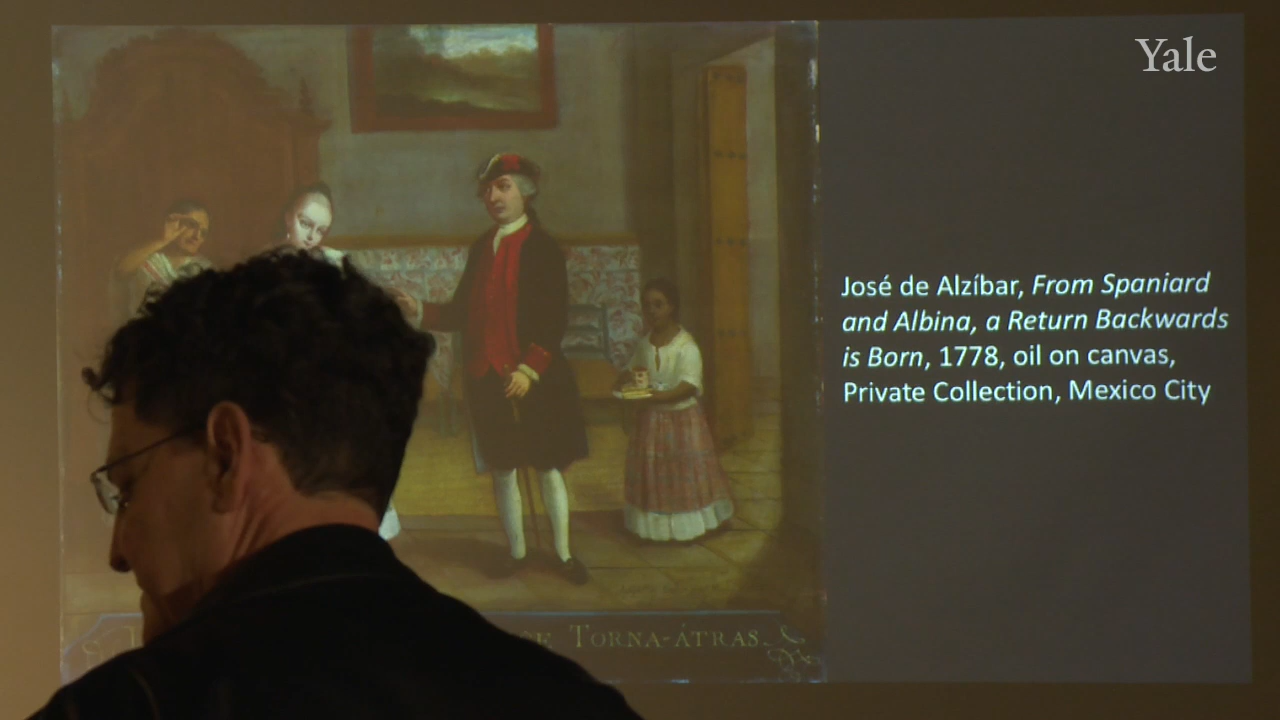 Yale
José de Alzíbar, From Spaniard
and Albina, a Return Backwards
is Born, 1778, oil on canvas,
Private Collection, Mexico City
TORNA-ÁTRAS.